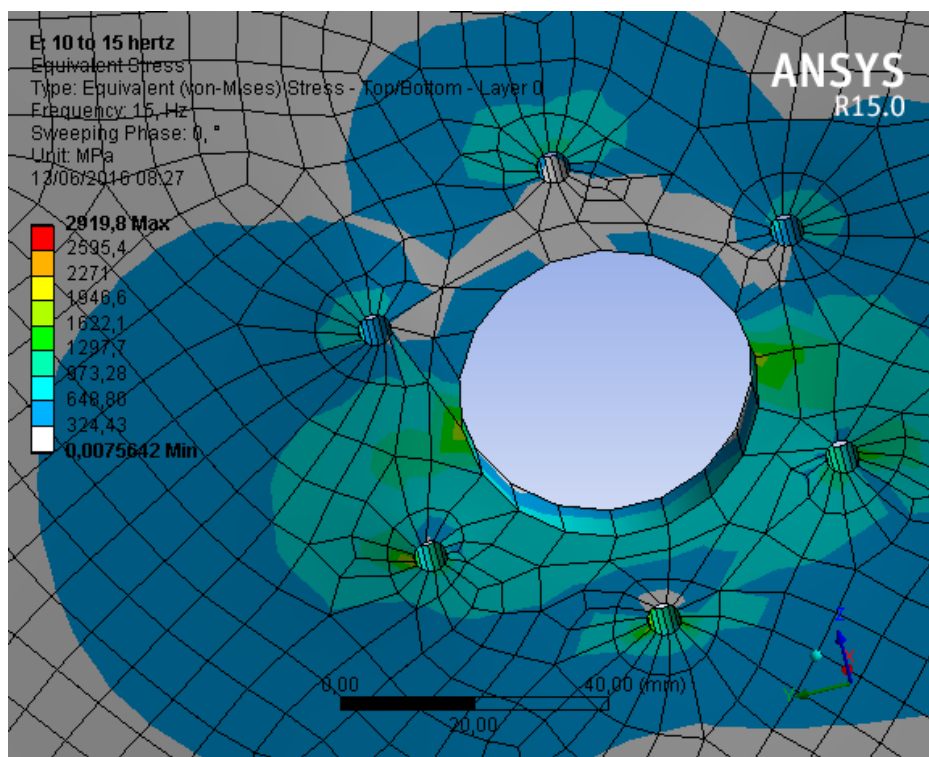 E: 10 to 15 hertz
Equivalent Stress
Type: Equivalent (von-Mises) Stress - Top/Bottom - Layer 0
Frequency: 15, Hz
Sweeping Phase: 0, °
Unit: MPa
13/06/2016 08:27
ANSYS
R15.0
2919,8 Max
2595,4
2271
1946,6
1622,1
1297,7
973,28
648,86
324,43
0,0075642 Min
0,00
40,00 (mm)
20,00
Z
X
Y